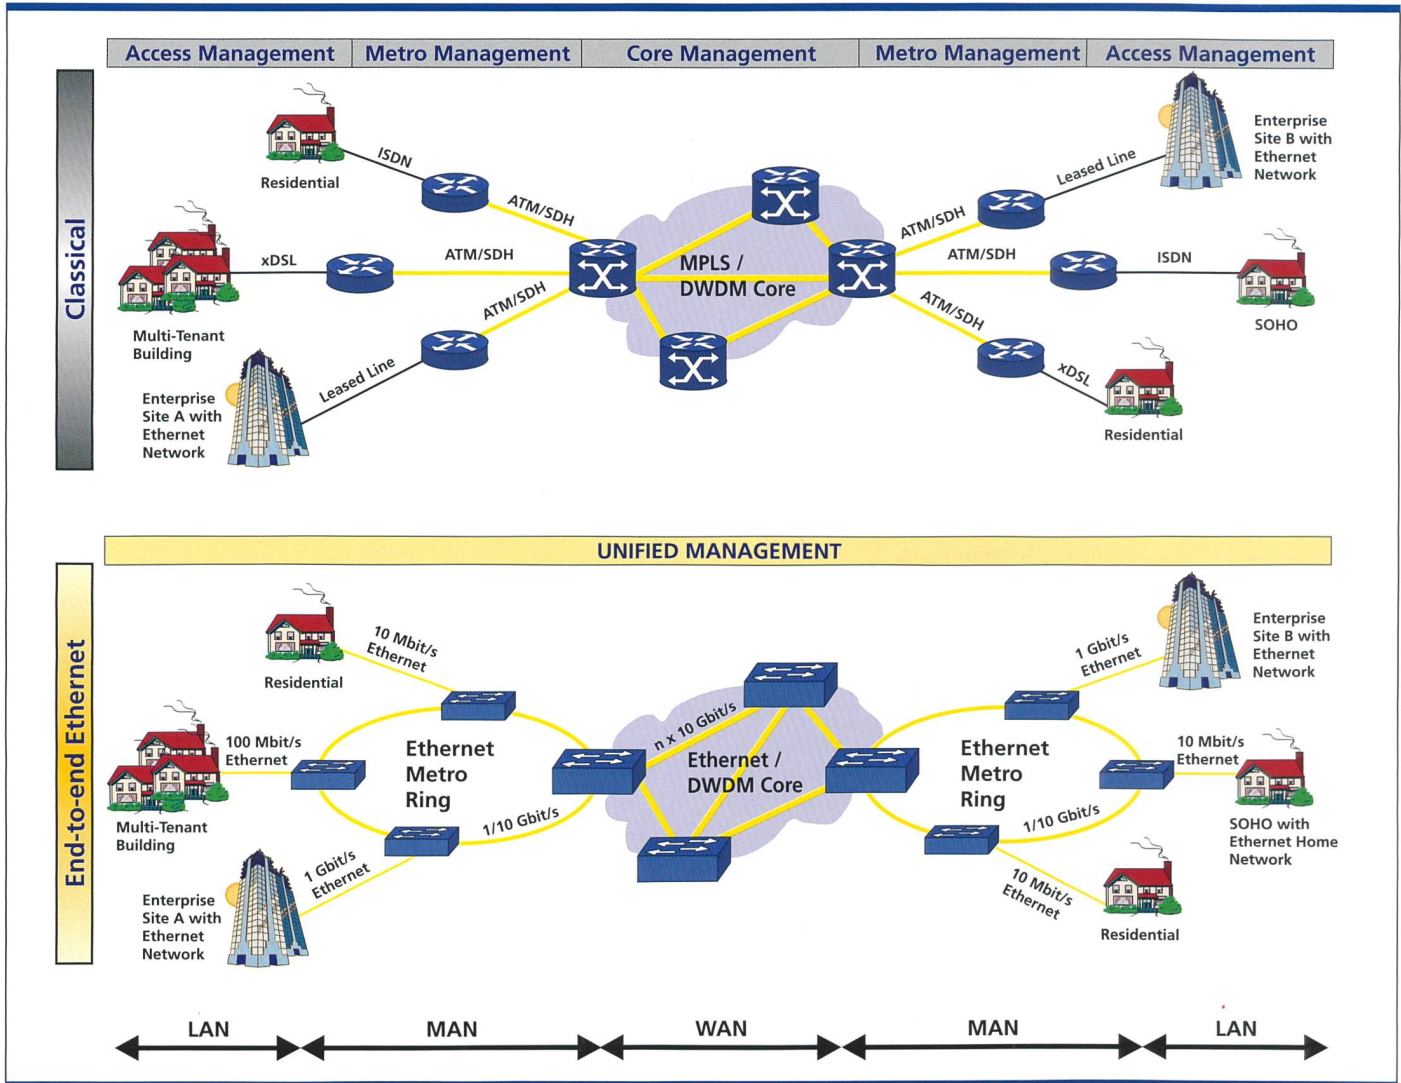 Access Management
Metro Management
Core Management
Metro Management
Access Management
Classical
Residential
ISDN
ATM/SDH
Multi-Tenant
Building
xDSL
ATM/SDH
Enterprise
Site A with
Ethernet
Network
Leased Line
ATM/SDH
MPLS /
DWDM Core
ATM/SDH
Leased Line
Enterprise
Site B with
Ethernet
Network
ATM/SDH
ISDN
SOHO
ATM/SDH
xDSL
Residential
UNIFIED MANAGEMENT
End-to-end Ethernet
Residential
10 Mbit/s
Ethernet
Multi-Tenant
Building
100 Mbit/s
Ethernet
Enterprise
Site A with
Ethernet
Network
1 Gbit/s
Ethernet
Ethernet
Metro
Ring
1/10 Gbit/s
n x 10 Gbit/s
Ethernet /
DWDM Core
Ethernet
Metro
Ring
1/10 Gbit/s
1 Gbit/s
Ethernet
Enterprise
Site B with
Ethernet
Network
10 Mbit/s
Ethernet
SOHO with
Ethernet Home
Network
10 Mbit/s
Ethernet
Residential
LAN
MAN
WAN
MAN
LAN